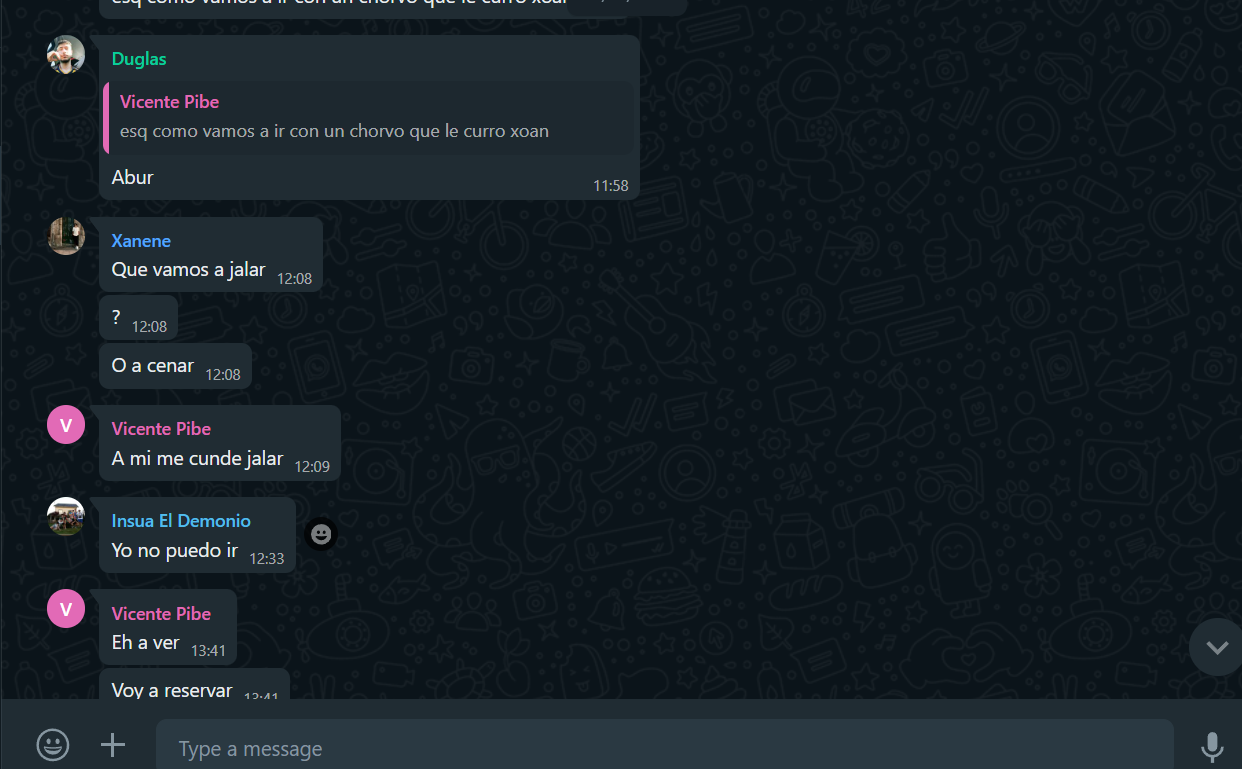 esq como vamos a ir con un chorvo que le curro xoan
Duglas
Vicente Pibe
esq como vamos a ir con un chorvo que le curro xoan
Abur
11:58
Xanene
Que vamos a jalar 12:08
? 12:08
O a cenar 12:08
V
Vicente Pibe
A mi me cunde jalar 12:09
Insua El Demonio
Yo no puedo ir 12:33
V
Vicente Pibe
Eh a ver 13:41
Voy a reservar 13:41
Type a message